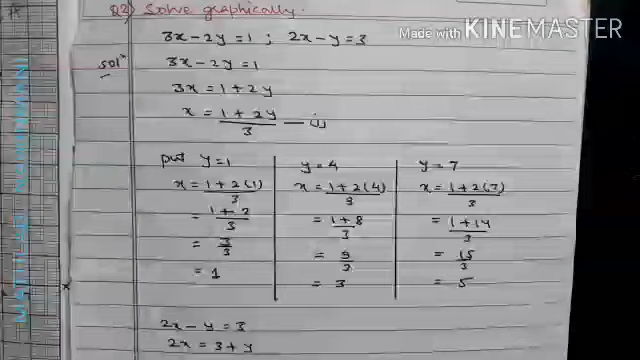 Made with KINEMASTER
Q2) Solve graphically.
3x - 2y = 1 ; 2x - y = 3
solⁿ 3x - 2y = 1
3x = 1 + 2y
x = (1 + 2y)/3 — (i)
put y = 1 | y = 4 | y = 7
x = (1 + 2(1))/3 | x = (1 + 2(4))/3 | x = (1 + 2(7))/3
= (1 + 2)/3 | = (1 + 8)/3 | = (1 + 14)/3
= 3/3 | = 9/3 | = 15/3
= 1 | = 3 | = 5
2x - y = 3
2x = 3 + y